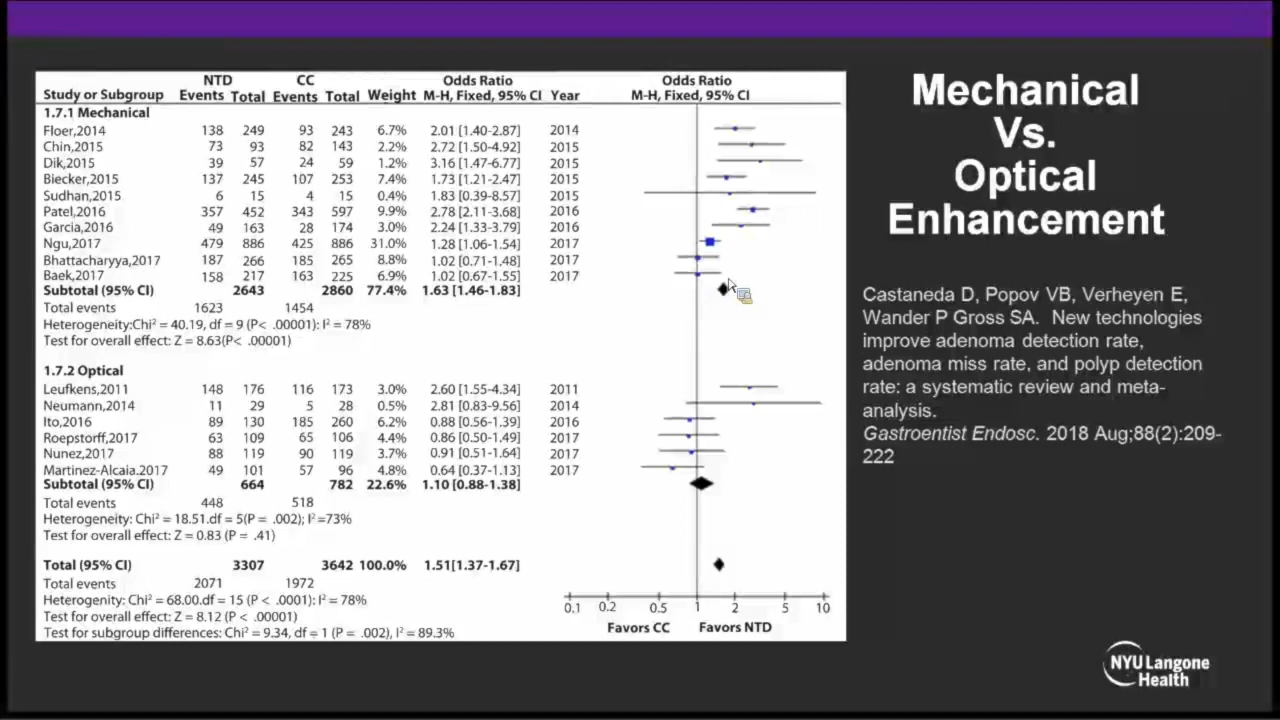 NTD CC Odds Ratio Odds Ratio
Study or Subgroup Events Total Events Total Weight M-H, Fixed, 95% CI Year M-H, Fixed, 95% CI
1.7.1 Mechanical
Floer,2014 138 249 93 243 6.7% 2.01 [1.40-2.87] 2014
Chin,2015 73 93 82 143 2.2% 2.72 [1.50-4.92] 2015
Dik,2015 39 57 24 59 1.2% 3.16 [1.47-6.77] 2015
Biecker,2015 137 245 107 253 7.4% 1.73 [1.21-2.47] 2015
Sudhan,2015 6 15 4 15 0.4% 1.83 [0.39-8.57] 2015
Patel,2016 357 452 343 597 9.9% 2.78 [2.11-3.68] 2016
Garcia,2016 49 163 28 174 3.0% 2.24 [1.33-3.79] 2016
Ngu,2017 479 886 425 886 31.0% 1.28 [1.06-1.54] 2017
Bhattacharyya,2017 187 266 185 265 8.8% 1.02 [0.71-1.48] 2017
Baek,2017 158 217 163 225 6.9% 1.02 [0.67-1.55] 2017
Subtotal (95% CI) 2643 2860 77.4% 1.63 [1.46-1.83]
Total events 1623 1454
Heterogeneity:Chi² = 40.19, df = 9 (P< .00001): I² = 78%
Test for overall effect: Z = 8.63(P< .00001)
1.7.2 Optical
Leufkens,2011 148 176 116 173 3.0% 2.60 [1.55-4.34] 2011
Neumann,2014 11 29 5 28 0.5% 2.81 [0.83-9.56] 2014
Ito,2016 89 130 185 260 6.2% 0.88 [0.56-1.39] 2016
Roepstorff,2017 63 109 65 106 4.4% 0.86 [0.50-1.49] 2017
Nunez,2017 88 119 90 119 3.7% 0.91 [0.51-1.64] 2017
Martinez-Alcaia.2017 49 101 57 96 4.8% 0.64 [0.37-1.13] 2017
Subtotal (95% CI) 664 782 22.6% 1.10 [0.88-1.38]
Total events 448 518
Heterogeneity: Chi² = 18.51.df = 5(P = .002); I² =73%
Test for overall effect: Z = 0.83 (P = .41)
Total (95% CI) 3307 3642 100.0% 1.51[1.37-1.67]
Total events 2071 1972
Heterogenity: Chi² = 68.00.df = 15 (P < .0001): I² = 78%
Test for overall effect: Z = 8.12 (P < .00001)
Test for subgroup differences: Chi² = 9.34, df = 1 (P = .002), I² = 89.3%
0.1 0.2 0.5 1 2 5 10
Favors CC Favors NTD
Mechanical
Vs.
Optical
Enhancement
Castaneda D, Popov VB, Verheyen E,
Wander P Gross SA. New technologies
improve adenoma detection rate,
adenoma miss rate, and polyp detection
rate: a systematic review and meta-
analysis.
Gastroentist Endosc. 2018 Aug;88(2):209-
222
NYU Langone
Health